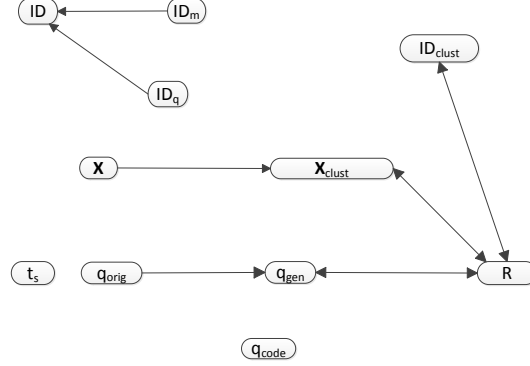 ID
IDm
IDq
IDclust
X
Xclust
ts
qorig
qgen
R
qcode